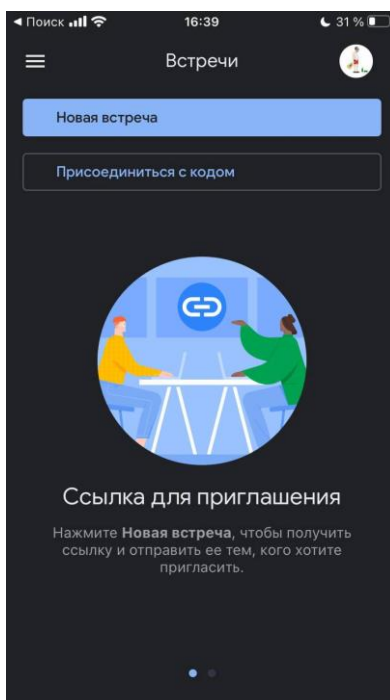 ◀ Поиск 16:39 31 %
Встречи
Новая встреча
Присоединиться с кодом
Ссылка для приглашения
Нажмите Новая встреча, чтобы получить
ссылку и отправить ее тем, кого хотите
пригласить.